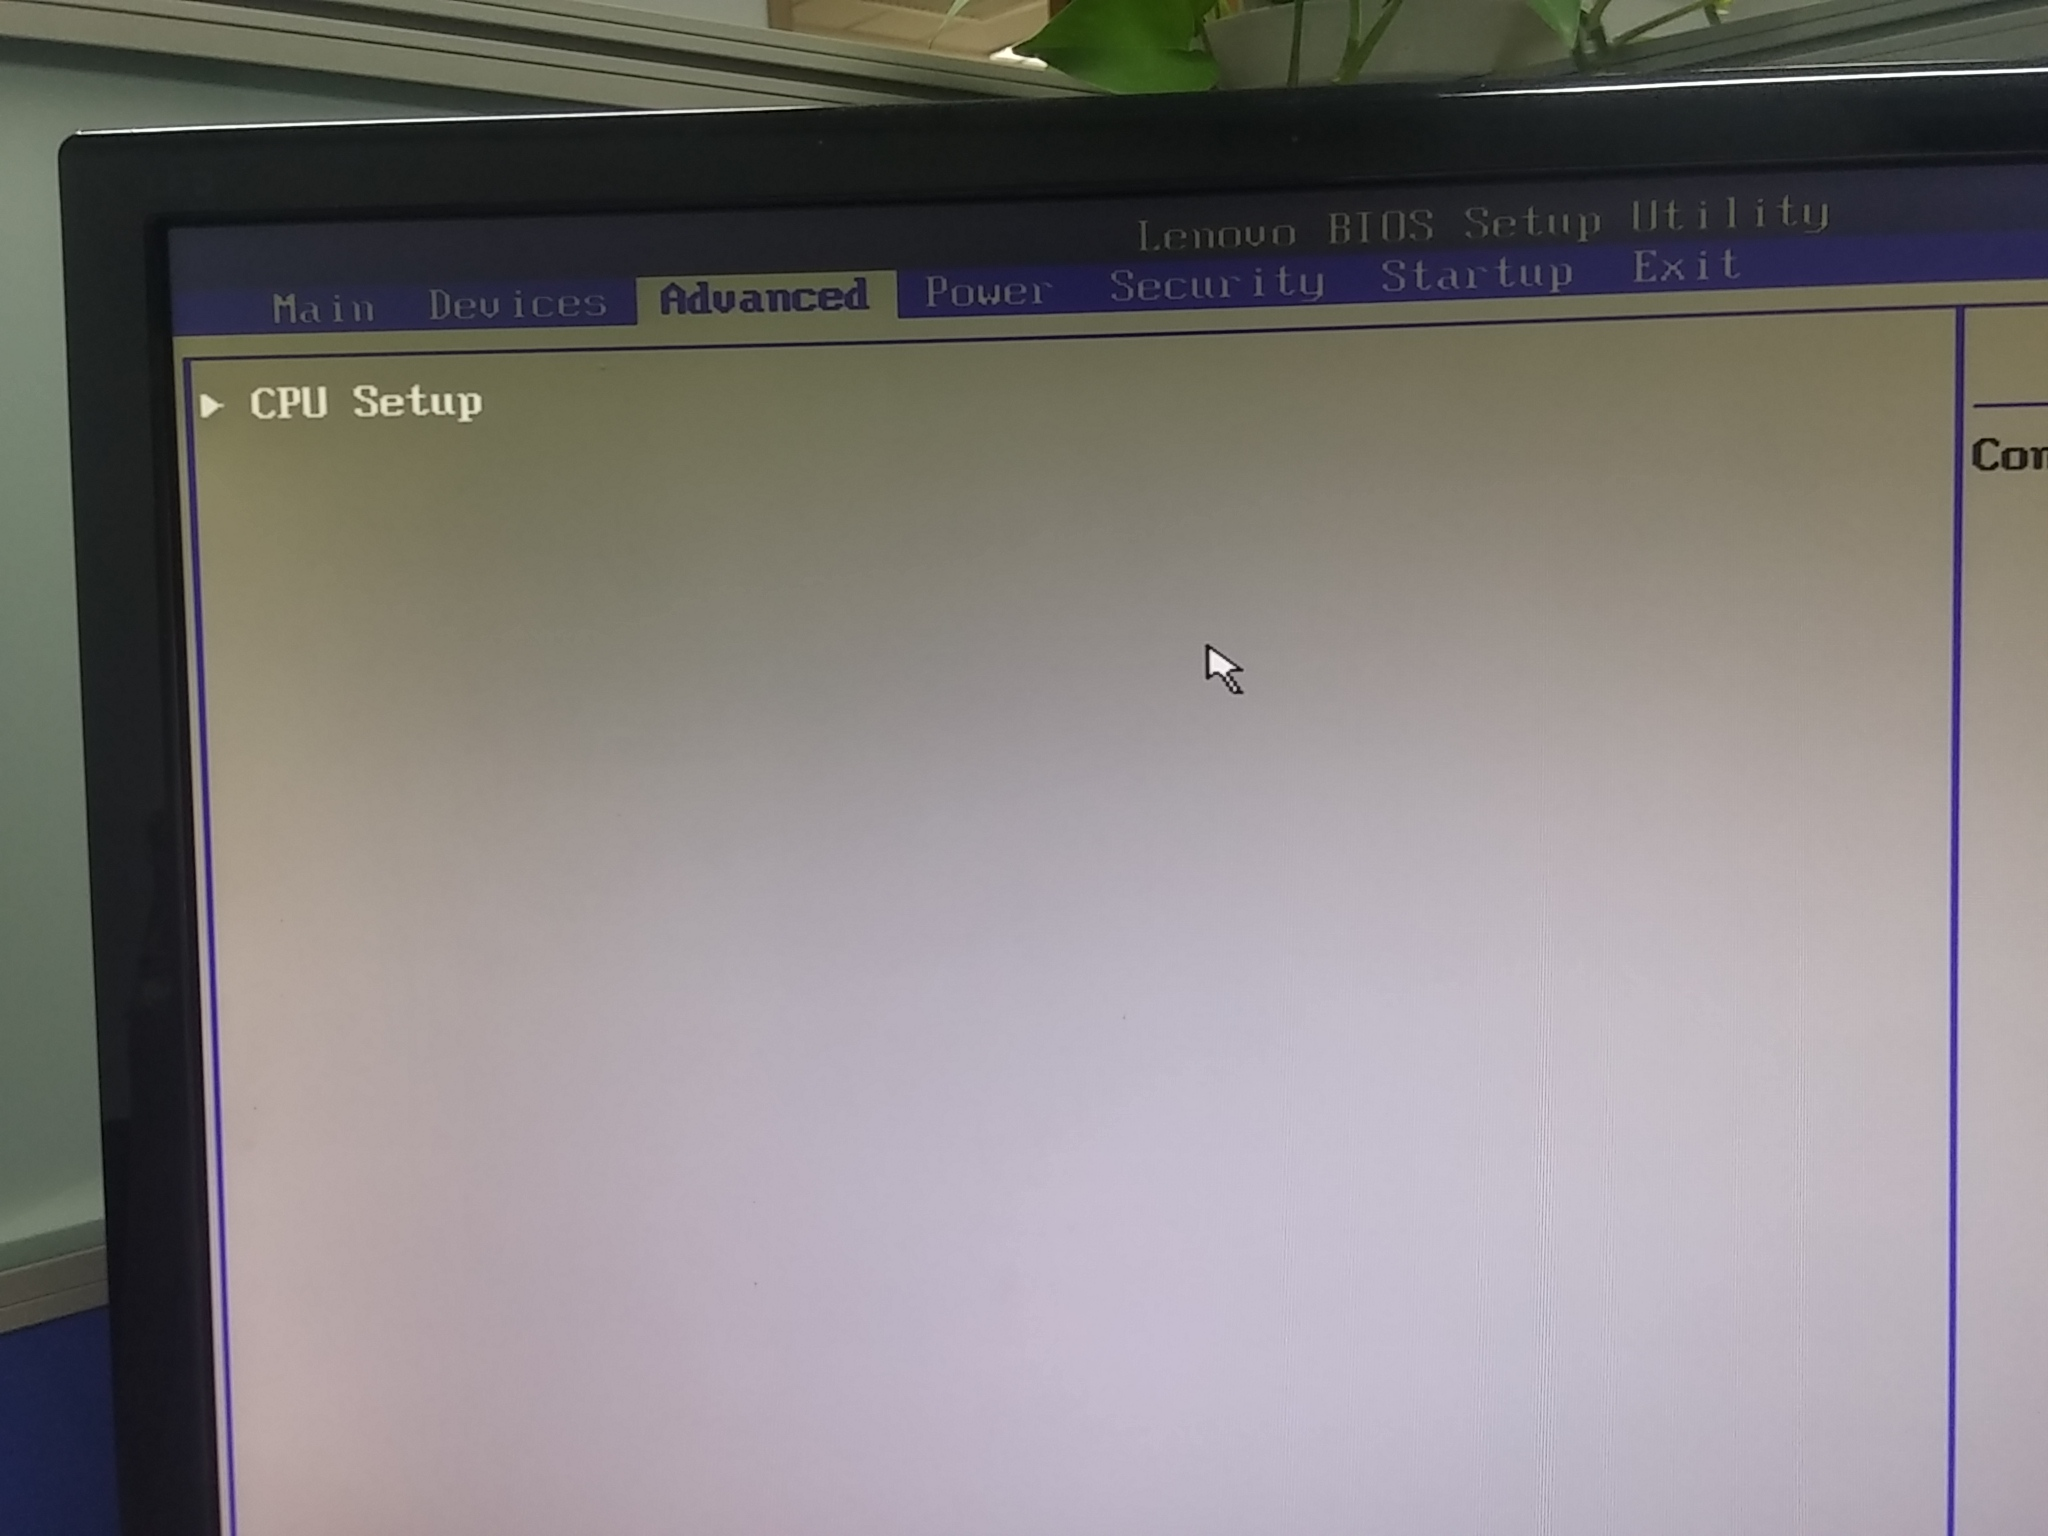 Lenovo BIOS Setup Utility
Main Devices Advanced Power Security Startup Exit
CPU Setup